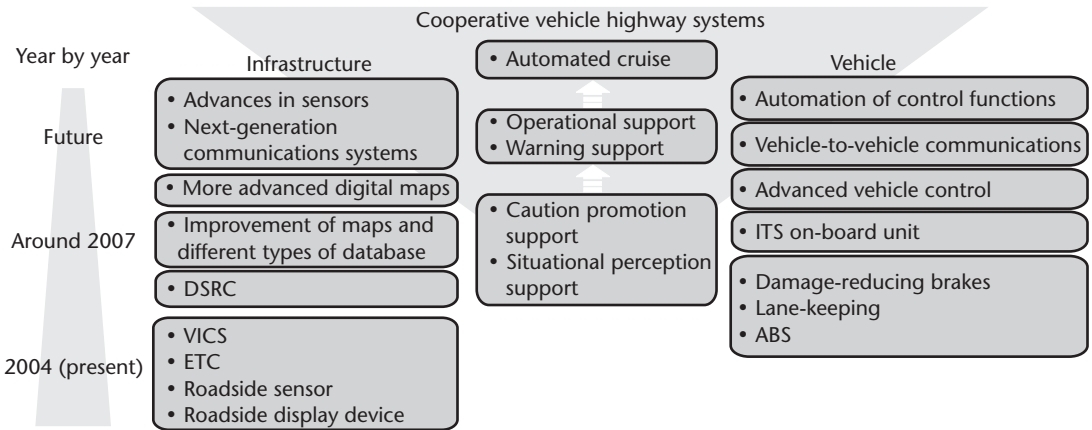 Cooperative vehicle highway systems
Year by year
Future
Around 2007
2004 (present)
Infrastructure
• Advances in sensors
• Next-generation
communications systems
• More advanced digital maps
• Improvement of maps and
different types of database
• DSRC
• VICS
• ETC
• Roadside sensor
• Roadside display device
• Automated cruise
• Operational support
• Warning support
• Caution promotion
support
• Situational perception
support
Vehicle
• Automation of control functions
• Vehicle-to-vehicle communications
• Advanced vehicle control
• ITS on-board unit
• Damage-reducing brakes
• Lane-keeping
• ABS